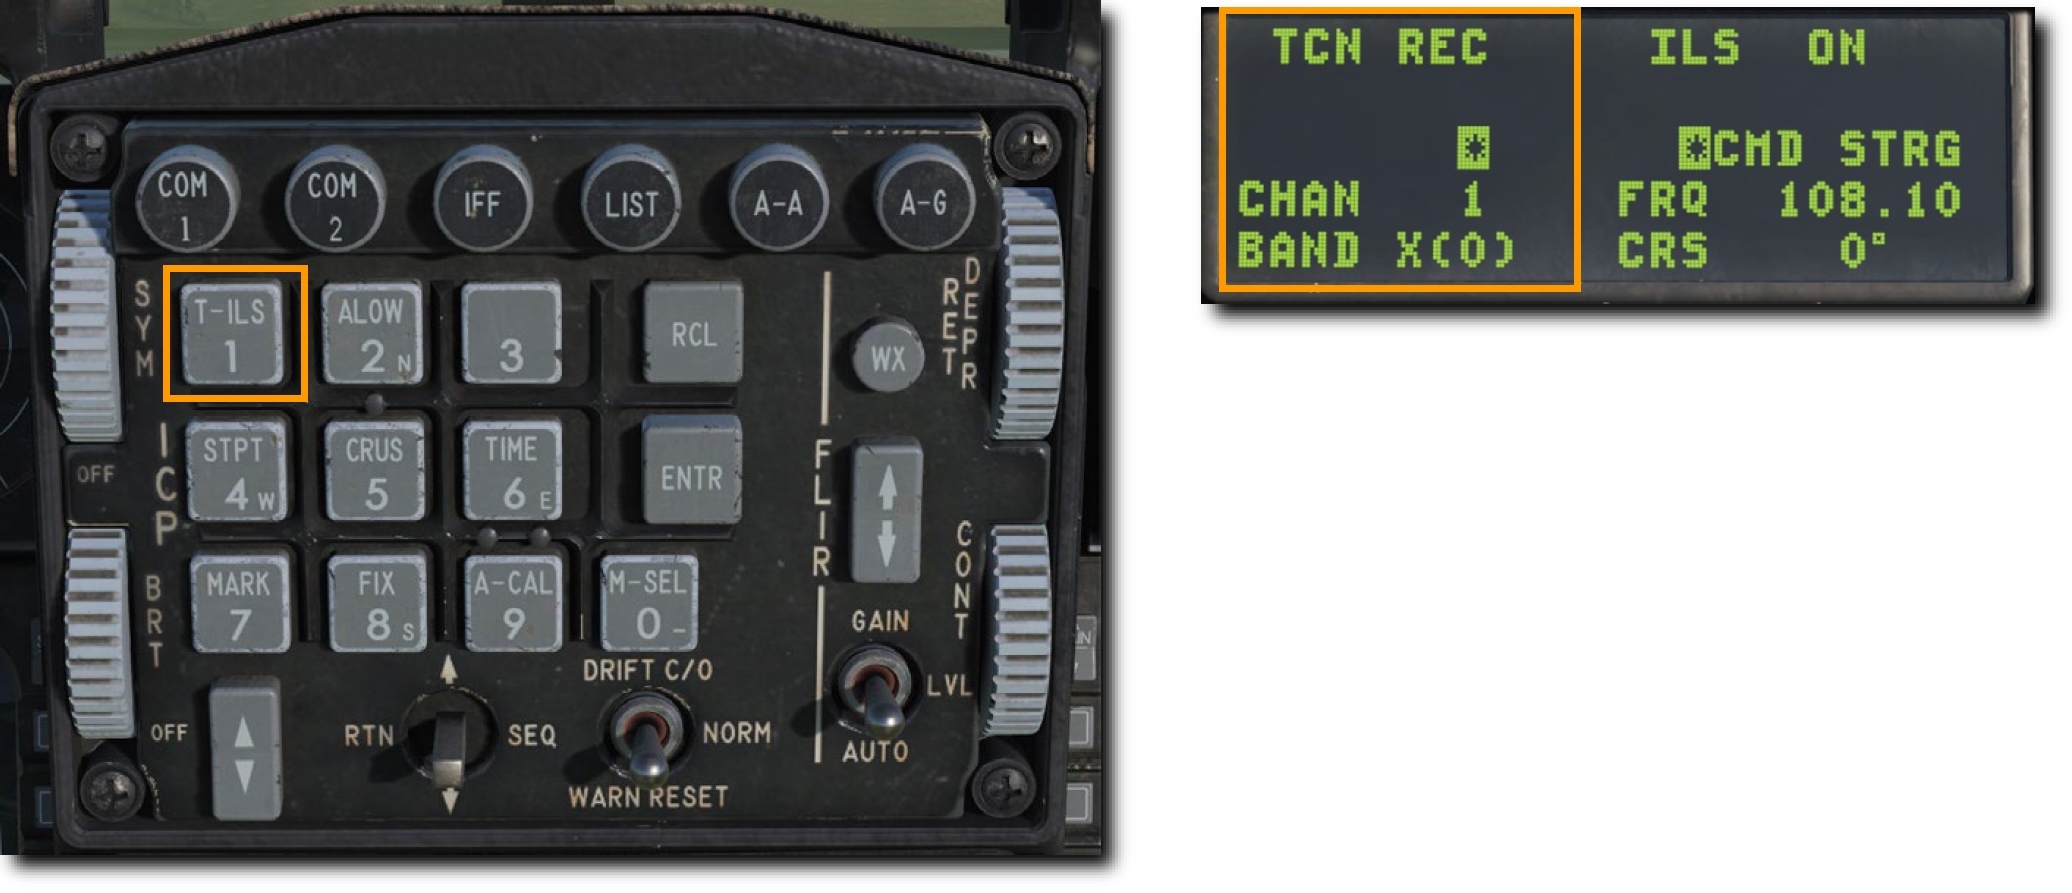 COM
1
COM
2
IFF
LIST
A-A
A-G
SYM
T-ILS
1
ALOW
2 N
3
RCL
WX
RET
DEPR
ICP
OFF
STPT
4 W
CRUS
5
TIME
6 E
ENTR
FLIR
CONT
BRT
MARK
7
FIX
8 S
A-CAL
9
M-SEL
0 -
GAIN
LVL
AUTO
OFF
RTN
SEQ
DRIFT C/O
NORM
WARN RESET
TCN REC
CHAN 1
BAND X(0)
ILS ON
CMD STRG
FRQ 108.10
CRS 0°